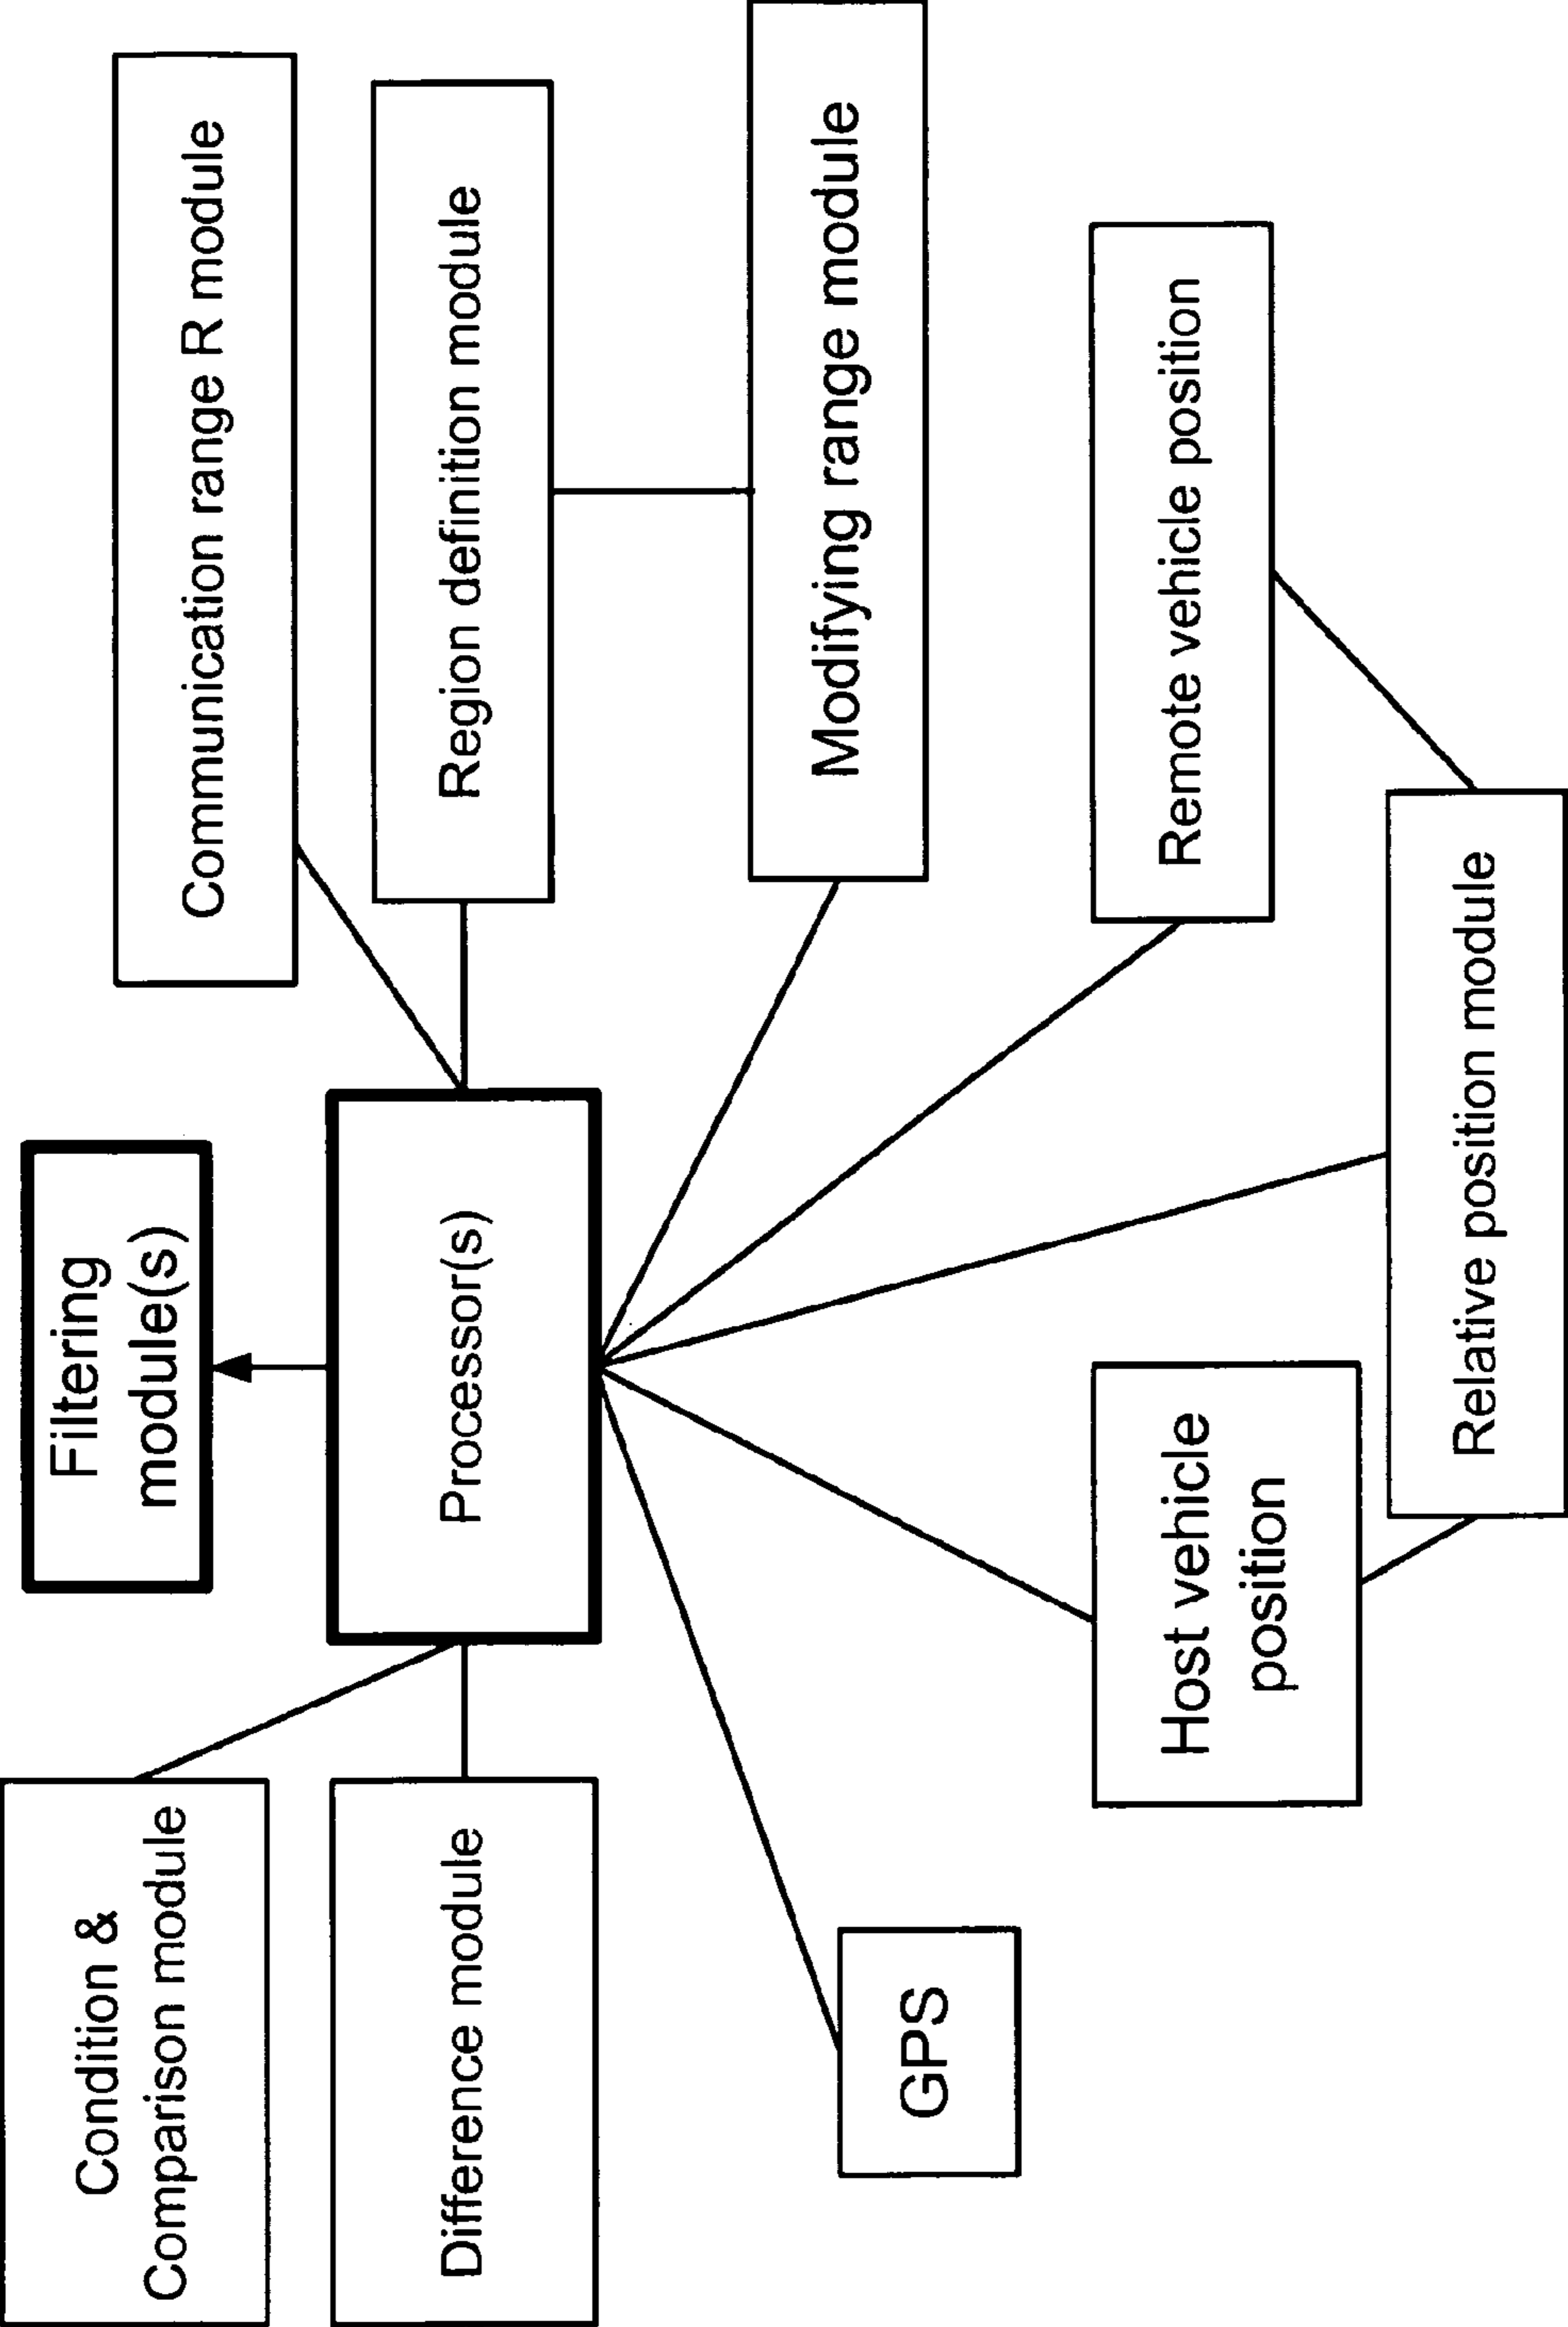 Filtering
module(s)
Condition &
Comparison module
Communication range R module
Difference module
Processor(s)
Region definition module
GPS
Modifying range module
Host vehicle
position
Remote vehicle position
Relative position module